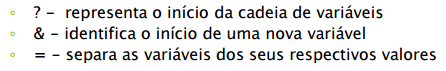 ◦ ? – representa o início da cadeia de variáveis
◦ & – identifica o início de uma nova variável
◦ = – separa as variáveis dos seus respectivos valores